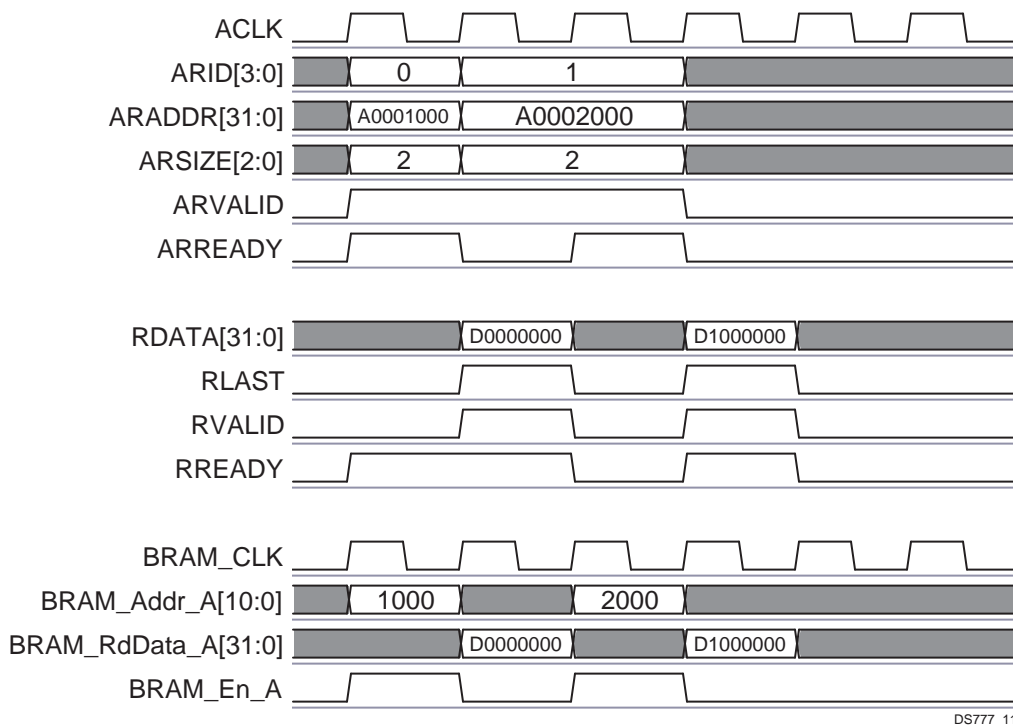 ACLK
ARID[3:0] 0 1
ARADDR[31:0] A0001000 A0002000
ARSIZE[2:0] 2 2
ARVALID
ARREADY
RDATA[31:0] D0000000 D1000000
RLAST
RVALID
RREADY
BRAM_CLK
BRAM_Addr_A[10:0] 1000 2000
BRAM_RdData_A[31:0] D0000000 D1000000
BRAM_En_A
DS777_11